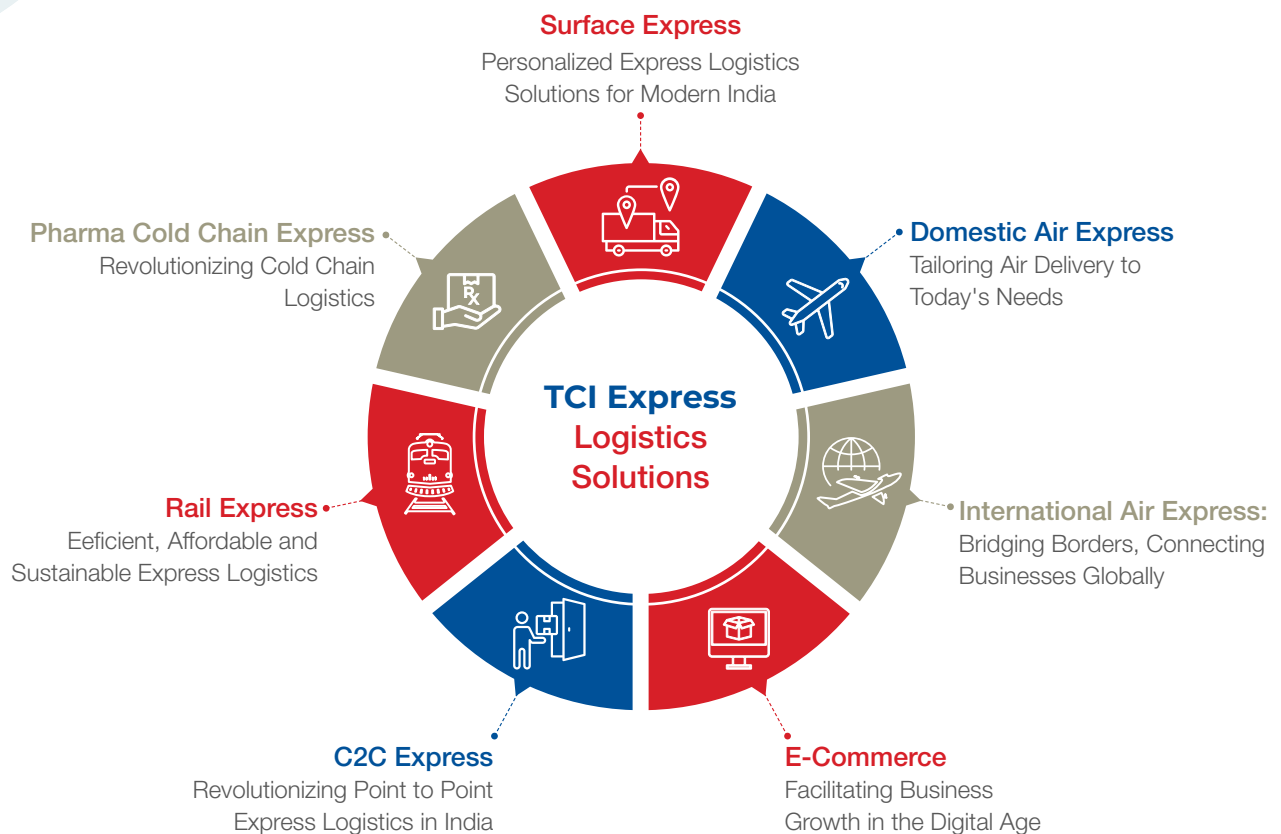 Surface Express
Personalized Express Logistics
Solutions for Modern India
Pharma Cold Chain Express
Revolutionizing Cold Chain
Logistics
Domestic Air Express
Tailoring Air Delivery to
Today's Needs
Rx
TCI Express
Logistics
Solutions
Rail Express
Eeficient, Affordable and
Sustainable Express Logistics
International Air Express:
Bridging Borders, Connecting
Businesses Globally
C2C Express
Revolutionizing Point to Point
Express Logistics in India
E-Commerce
Facilitating Business
Growth in the Digital Age